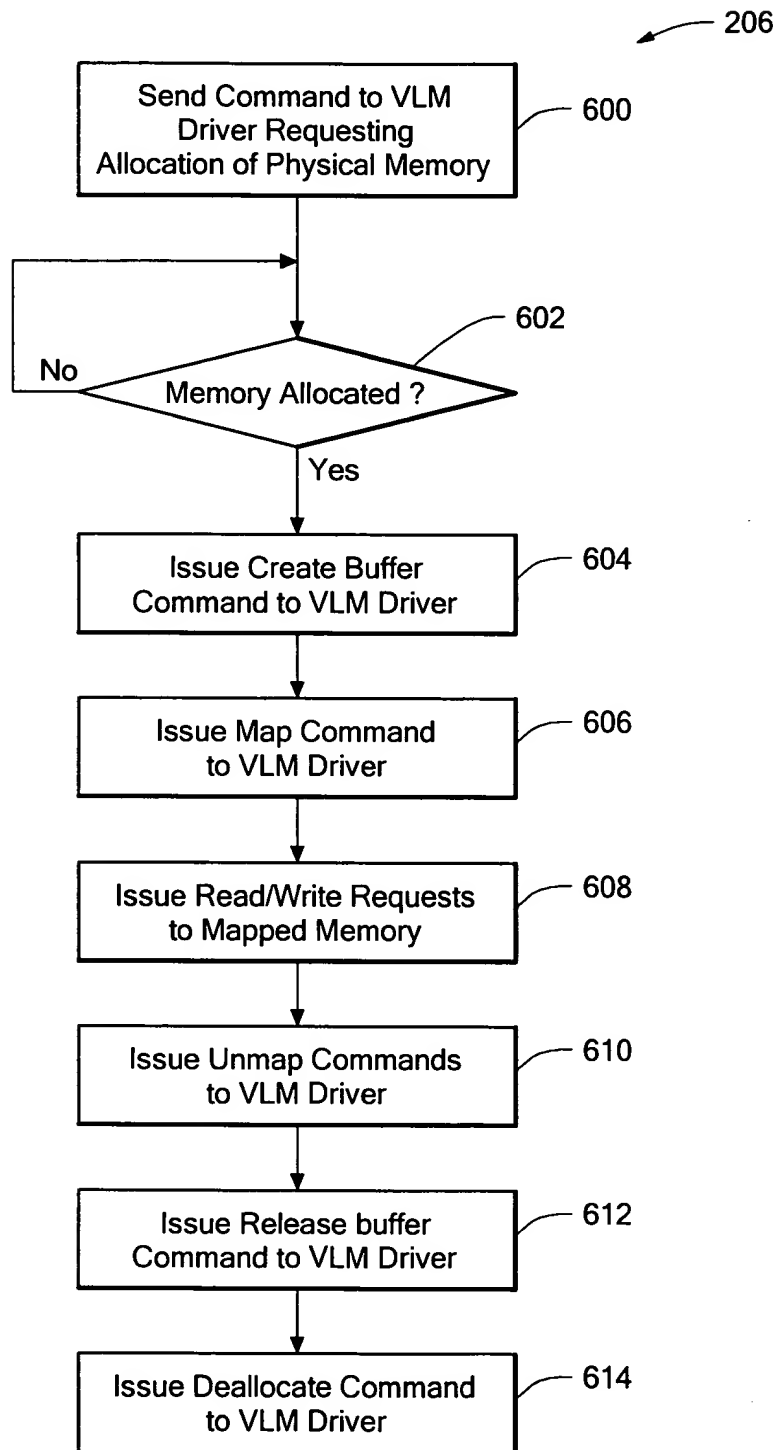 206
Send Command to VLM
Driver Requesting
Allocation of Physical Memory
600
602
No
Memory Allocated ?
Yes
Issue Create Buffer
Command to VLM Driver
604
Issue Map Command
to VLM Driver
606
Issue Read/Write Requests
to Mapped Memory
608
Issue Unmap Commands
to VLM Driver
610
Issue Release buffer
Command to VLM Driver
612
Issue Deallocate Command
to VLM Driver
614